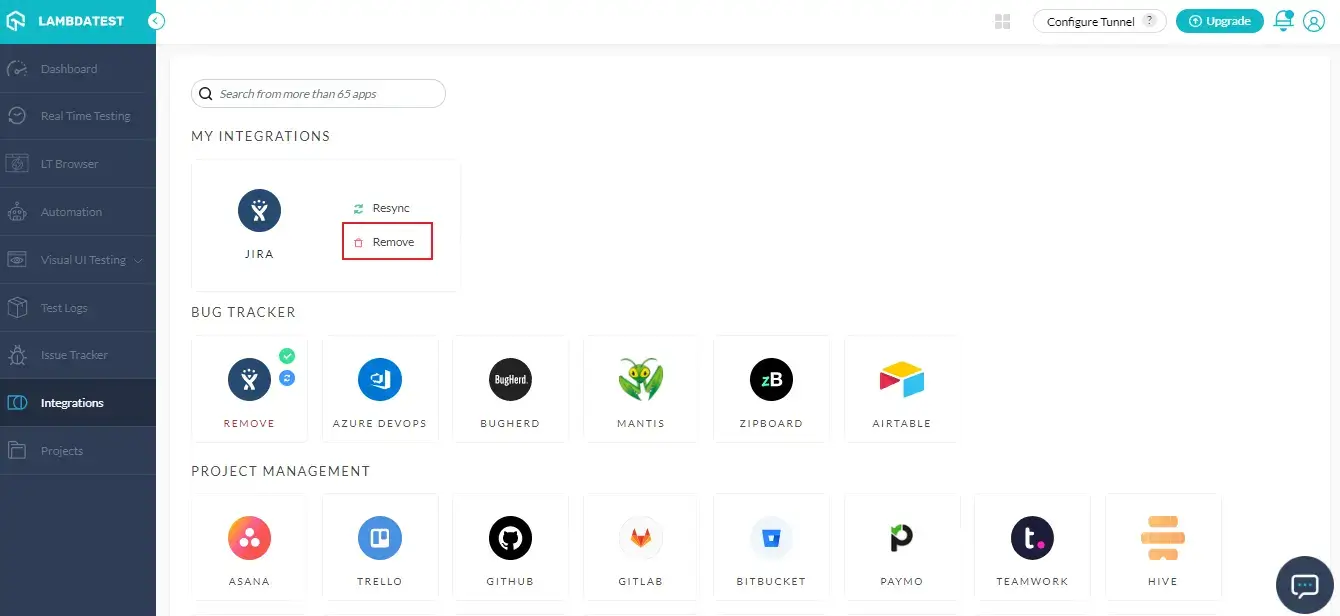 LAMBDATEST
Configure Tunnel ?
Upgrade
Dashboard
Real Time Testing
LT Browser
Automation
Visual UI Testing
Test Logs
Issue Tracker
Integrations
Projects
Search from more than 65 apps
MY INTEGRATIONS
Resync
Remove
JIRA
BUG TRACKER
BugHerd.
zB
REMOVE AZURE DEVOPS BUGHERD MANTIS ZIPBOARD AIRTABLE
PROJECT MANAGEMENT
t.
ASANA TRELLO GITHUB GITLAB BITBUCKET PAYMO TEAMWORK HIVE